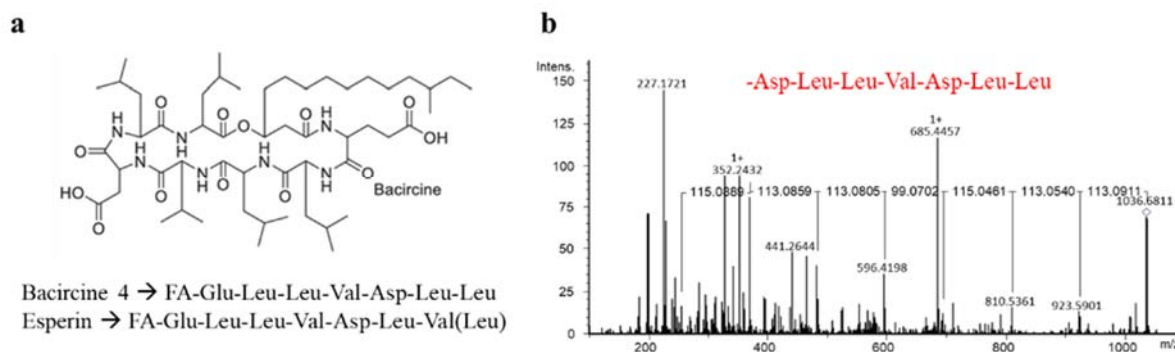 a
O
O
O
O
OH
N
H
HN
O
O
NH
N
H
N
H
H
N
H
N
O
O
O
O
HO
O
Bacircine
Bacircine 4 → FA-Glu-Leu-Leu-Val-Asp-Leu-Leu
Esperin → FA-Glu-Leu-Leu-Val-Asp-Leu-Val(Leu)
b
Intens.
-Asp-Leu-Leu-Val-Asp-Leu-Leu
150
125
100
75
50
25
0
227.1721
1+
352.2432
1+
685.4457
115.0389
113.0859
113.0805
99.0702
115.0461
113.0540
113.0911
1036.6811
441.2644
596.4198
810.5361
923.5901
200
400
600
800
1000
m/z